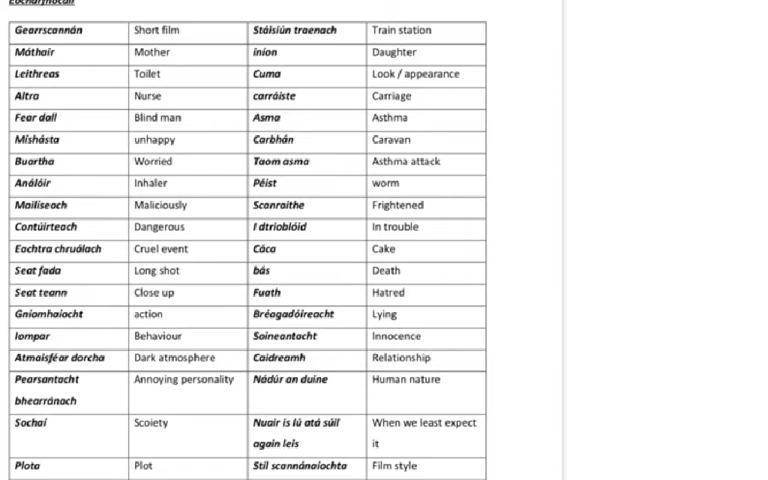 Gearrscannán Short film Stáisiún traenach Train station
Máthair Mother iníon Daughter
Leithreas Toilet Cuma Look / appearance
Altra Nurse carráiste Carriage
Fear dall Blind man Asma Asthma
Míshásta unhappy Carbhán Caravan
Buartha Worried Taom asma Asthma attack
Análóir Inhaler Péist worm
Mailíseach Maliciously Scanraithe Frightened
Contúirteach Dangerous I dtrioblóid In trouble
Eachtra chruálach Cruel event Cáca Cake
Seat fada Long shot bás Death
Seat teann Close up Fuath Hatred
Gníomhaíocht action Bréagadóireacht Lying
Iompar Behaviour Soineantacht Innocence
Atmaisféar dorcha Dark atmosphere Caidreamh Relationship
Pearsantacht Annoying personality Nádúr an duine Human nature
bhearránach
Sochaí Scoiety Nuair is lú atá súil When we least expect
again leis it
Plota Plot Stíl scannánaíochta Film style